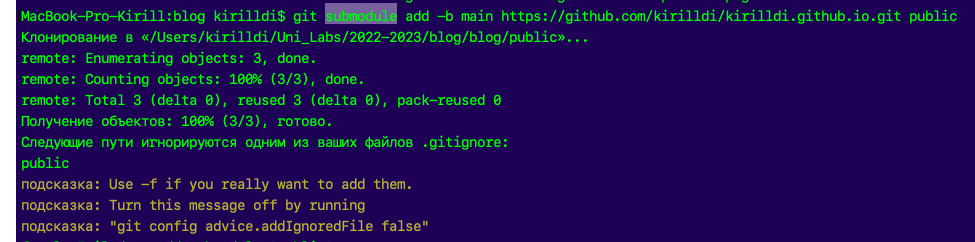 MacBook-Pro-Kirill:blog kirilldi$ git submodule add -b main https://github.com/kirilldi/kirilldi.github.io.git public
Клонирование в «/Users/kirilldi/Uni_Labs/2022-2023/blog/blog/public»...
remote: Enumerating objects: 3, done.
remote: Counting objects: 100% (3/3), done.
remote: Total 3 (delta 0), reused 3 (delta 0), pack-reused 0
Получение объектов: 100% (3/3), готово.
Следующие пути игнорируются одним из ваших файлов .gitignore:
public
подсказка: Use -f if you really want to add them.
подсказка: Turn this message off by running
подсказка: "git config advice.addIgnoredFile false"